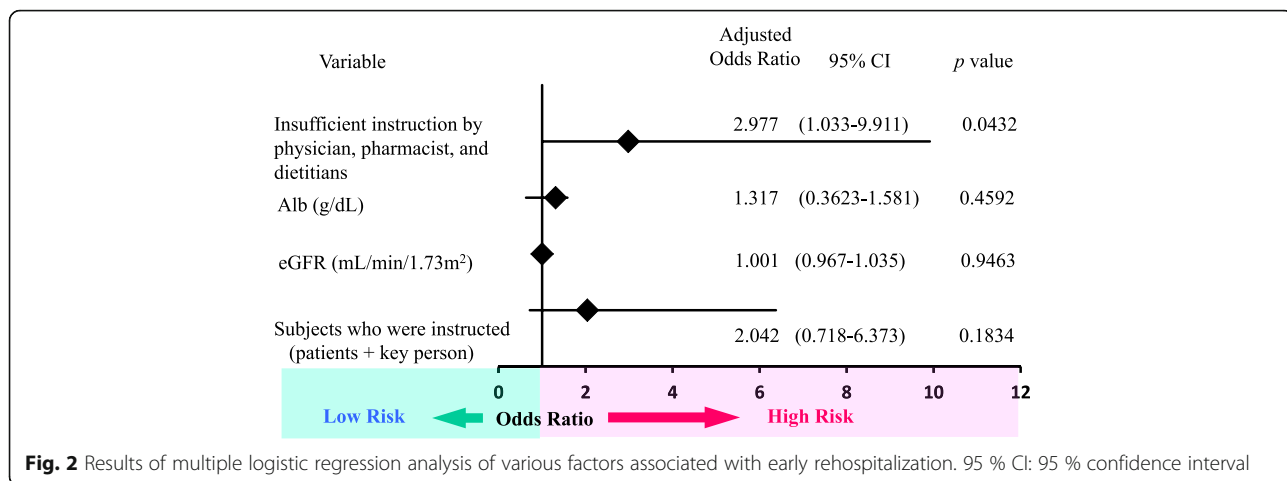 Variable
Adjusted
Odds Ratio 95% CI p value
Insufficient instruction by
physician, pharmacist, and
dietitians
2.977 (1.033-9.911) 0.0432
Alb (g/dL) 1.317 (0.3623-1.581) 0.4592
eGFR (mL/min/1.73m²) 1.001 (0.967-1.035) 0.9463
Subjects who were instructed
(patients + key person)
2.042 (0.718-6.373) 0.1834
0 2 4 6 8 10 12
Low Risk Odds Ratio High Risk
Fig. 2 Results of multiple logistic regression analysis of various factors associated with early rehospitalization. 95 % CI: 95 % confidence interval